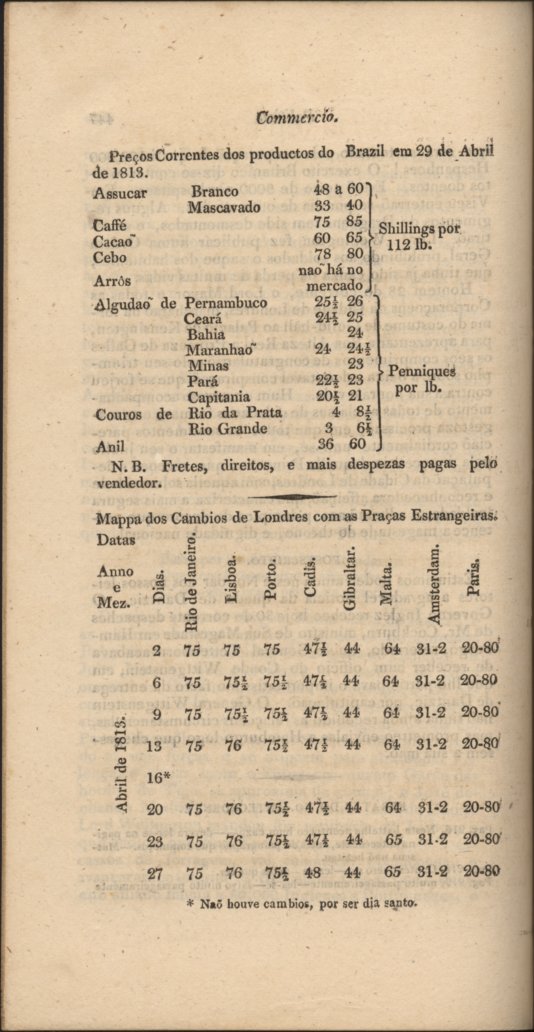 Commercio.
Preços Correntes dos productos do Brazil em 29 de Abril
de 1813.
Assucar Branco 48 a 60
Mascavado 33 40
Caffé 75 85
Shillings por
Cacao~ 60 65
112 lb.
Cebo 78 80
Arrôs nao~ há no
mercado
Algudao~ de Pernambuco 25½ 26
Ceará 24½ 25
Bahia 24
Maranhao~ 24 24½
Minas 23
Pará 22½ 23
Penniques
por lb.
Capitania 20½ 21
Couros de Rio da Prata 4 8½
Rio Grande 3 6½
Anil 36 60
N. B. Fretes, direitos, e mais despezas pagas pelo
vendedor.
Mappa dos Cambios de Londres com as Praças Estrangeiras.
Datas
Anno
e
Mez.
Dias. Rio de Janeiro. Lisboa. Porto. Cadis. Gibraltar. Malta. Amsterdam. Paris.
Abril de 1813.
2 75 75 75 47½ 44 64 31-2 20-80
6 75 75½ 75½ 47½ 44 64 31-2 20-80
9 75 75½ 75½ 47½ 44 64 31-2 20-80
13 75 76 75½ 47½ 44 64 31-2 20-80
16*
20 75 76 75½ 47½ 44 64 31-2 20-80
23 75 76 75½ 47½ 44 65 31-2 20-80
27 75 76 75½ 48 44 65 31-2 20-80
* Naõ houve cambios, por ser dia santo.